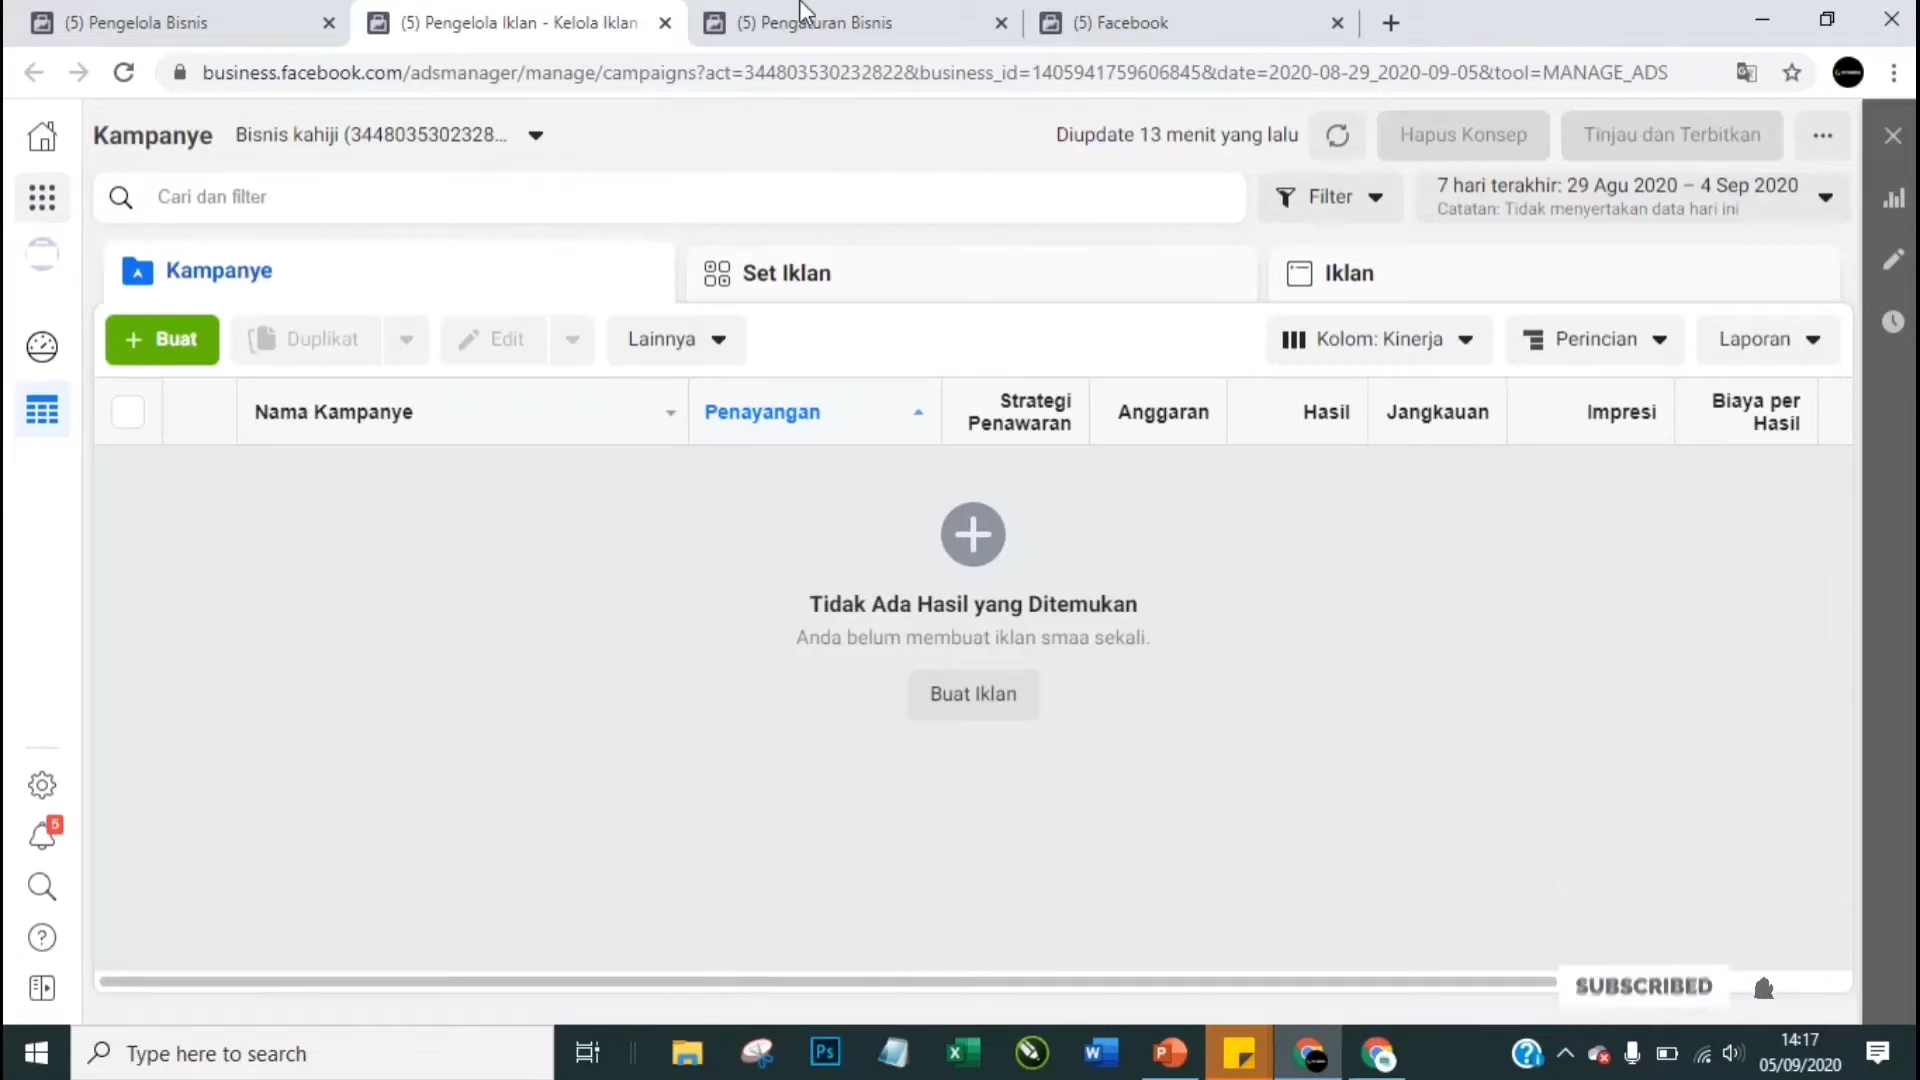 (5) Pengelola Bisnis
(5) Pengelola Iklan - Kelola Iklan
(5) Pengaturan Bisnis
(5) Facebook
business.facebook.com/adsmanager/manage/campaigns?act=344803530232822&business_id=1405941759606845&date=2020-08-29_2020-09-05&tool=MANAGE_ADS
Kampanye
Bisnis kahiji (3448035302328...
Diupdate 13 menit yang lalu
Hapus Konsep
Tinjau dan Terbitkan
Cari dan filter
Filter
7 hari terakhir: 29 Agu 2020 – 4 Sep 2020
Catatan: Tidak menyertakan data hari ini
Kampanye
Set Iklan
Iklan
+ Buat
Duplikat
Edit
Lainnya
Kolom: Kinerja
Perincian
Laporan
Nama Kampanye
Penayangan
Strategi
Penawaran
Anggaran
Hasil
Jangkauan
Impresi
Biaya per
Hasil
Tidak Ada Hasil yang Ditemukan
Anda belum membuat iklan smaa sekali.
Buat Iklan
5
SUBSCRIBED
Type here to search
Ps
14:17
05/09/2020